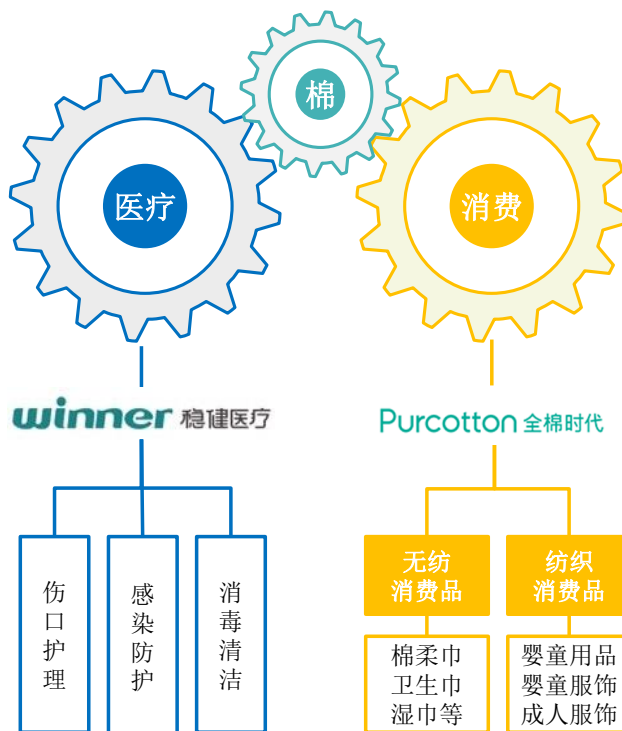 棉
医疗
消费
winner 稳健医疗
Purcotton 全棉时代
伤口护理
感染防护
消毒清洁
无纺
消费品
纺织
消费品
棉柔巾
卫生巾
湿巾等
婴童用品
婴童服饰
成人服饰